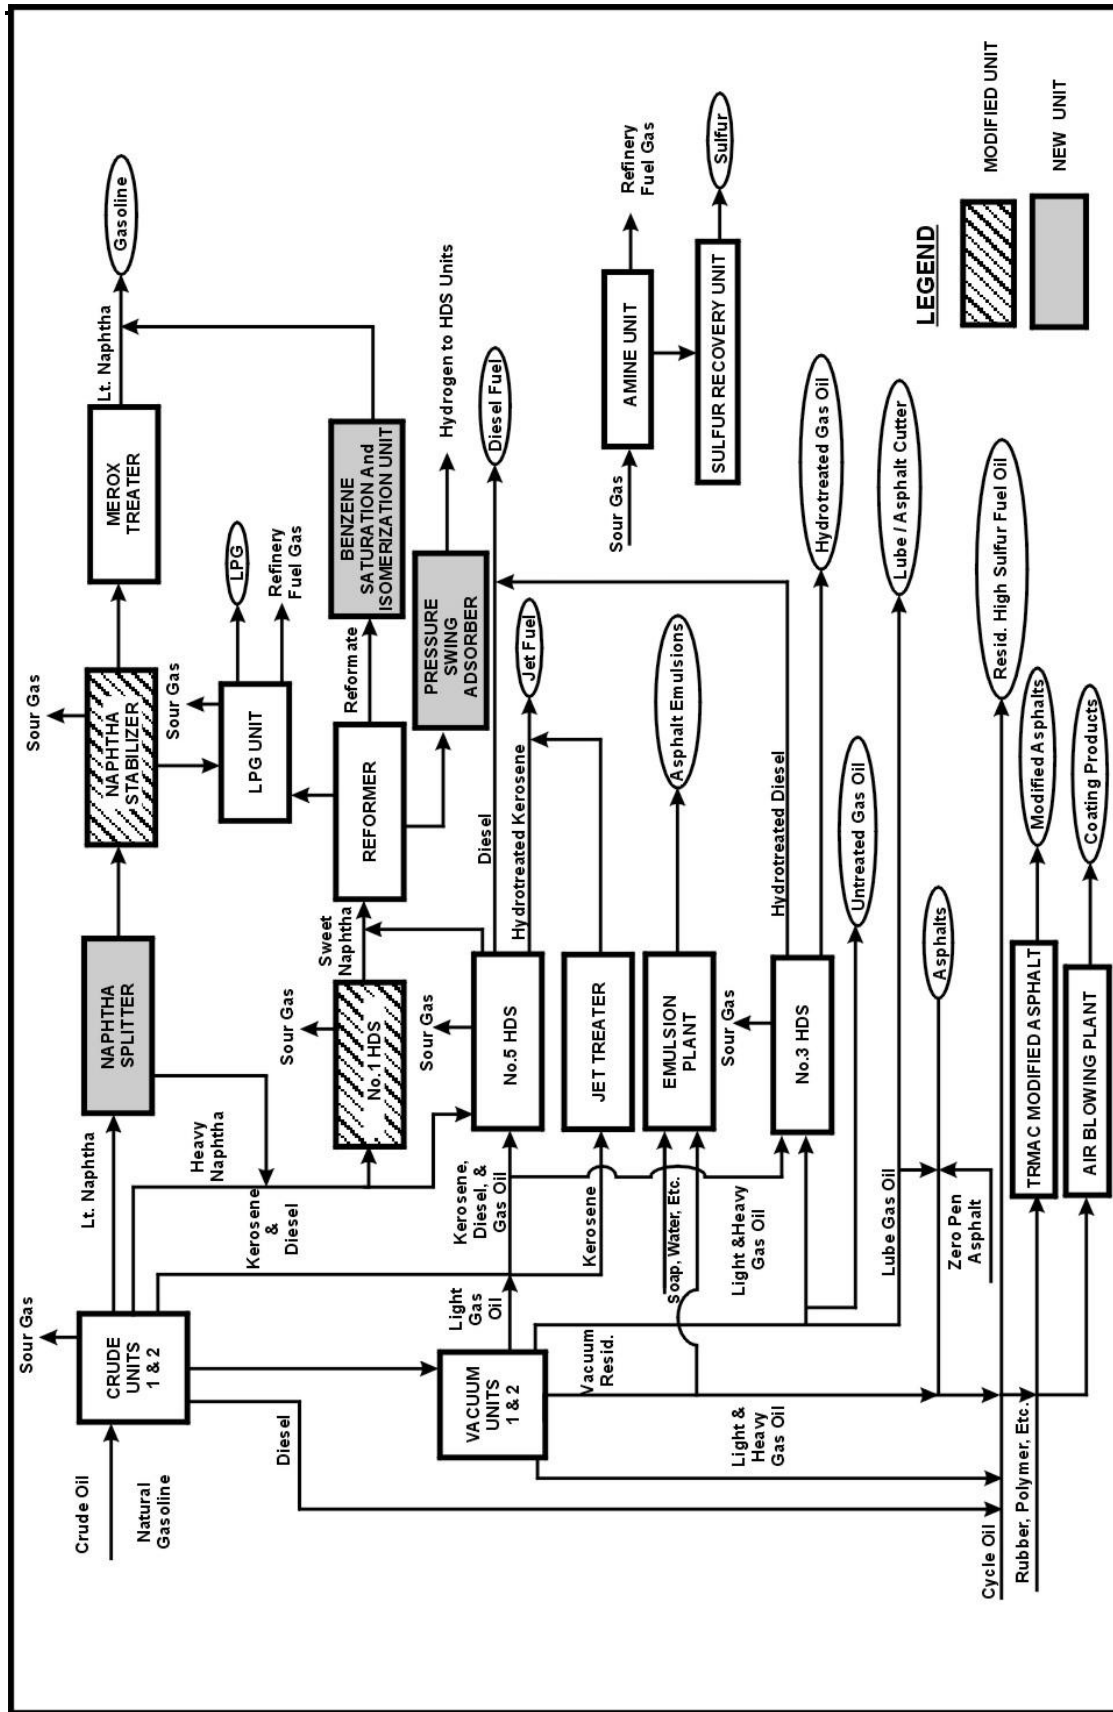 Crude Oil
Natural
Gasoline
Sour Gas
CRUDE
UNITS
1 & 2
Lt. Naphtha
NAPHTHA
SPLITTER
Sour Gas
NAPHTHA
STABILIZER
MEROX
TREATER
Lt. Naphtha
Gasoline
Heavy
Naphtha
Kerosene
&
Diesel
Sour Gas
LPG UNIT
LPG
Refinery
Fuel Gas
Diesel
Sour Gas
No.1 HDS
Sweet
Naphtha
REFORMER
Reformate
BENZENE
SATURATION And
ISOMERIZATION UNIT
PRESSURE
SWING
ADSORBER
Hydrogen to HDS Units
VACUUM
UNITS
1 & 2
Light
Gas
Oil
Kerosene,
Diesel, &
Gas Oil
Sour Gas
No.5 HDS
Diesel
Diesel Fuel
Hydrotreated Kerosene
Jet Fuel
Kerosene
JET TREATER
Soap, Water, Etc.
EMULSION
PLANT
Asphalt Emulsions
Sour Gas
AMINE UNIT
Refinery
Fuel Gas
SULFUR RECOVERY UNIT
Sulfur
Vacuum
Resid.
Light &Heavy
Gas Oil
Sour Gas
No.3 HDS
Hydrotreated Diesel
Hydrotreated Gas Oil
Untreated Gas Oil
Light &
Heavy
Gas Oil
Lube Gas Oil
Lube / Asphalt Cutter
Asphalts
Zero Pen
Asphalt
Cycle Oil
Resid. High Sulfur Fuel Oil
Rubber, Polymer, Etc.
TRMAC MODIFIED ASPHALT
Modified Asphalts
AIR BLOWING PLANT
Coating Products
LEGEND
MODIFIED UNIT
NEW UNIT